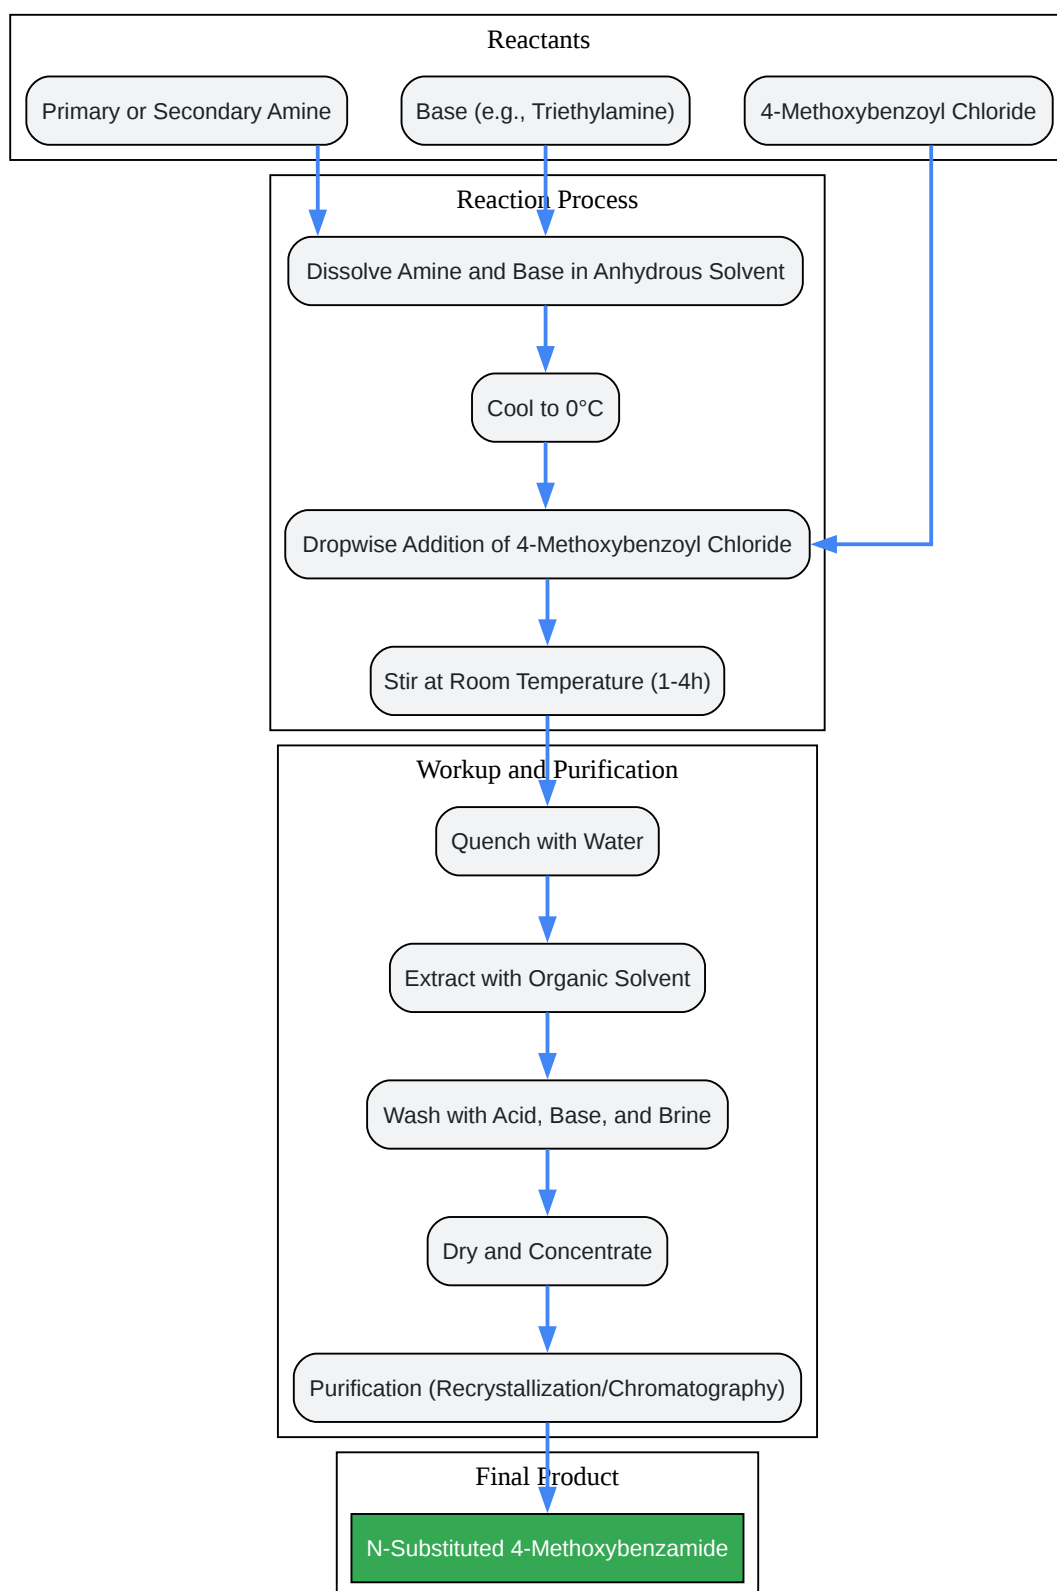 Reactants
Primary or Secondary Amine
Base (e.g., Triethylamine)
4-Methoxybenzoyl Chloride
Reaction Process
Dissolve Amine and Base in Anhydrous Solvent
Cool to 0°C
Dropwise Addition of 4-Methoxybenzoyl Chloride
Stir at Room Temperature (1-4h)
Workup and Purification
Quench with Water
Extract with Organic Solvent
Wash with Acid, Base, and Brine
Dry and Concentrate
Purification (Recrystallization/Chromatography)
Final Product
N-Substituted 4-Methoxybenzamide